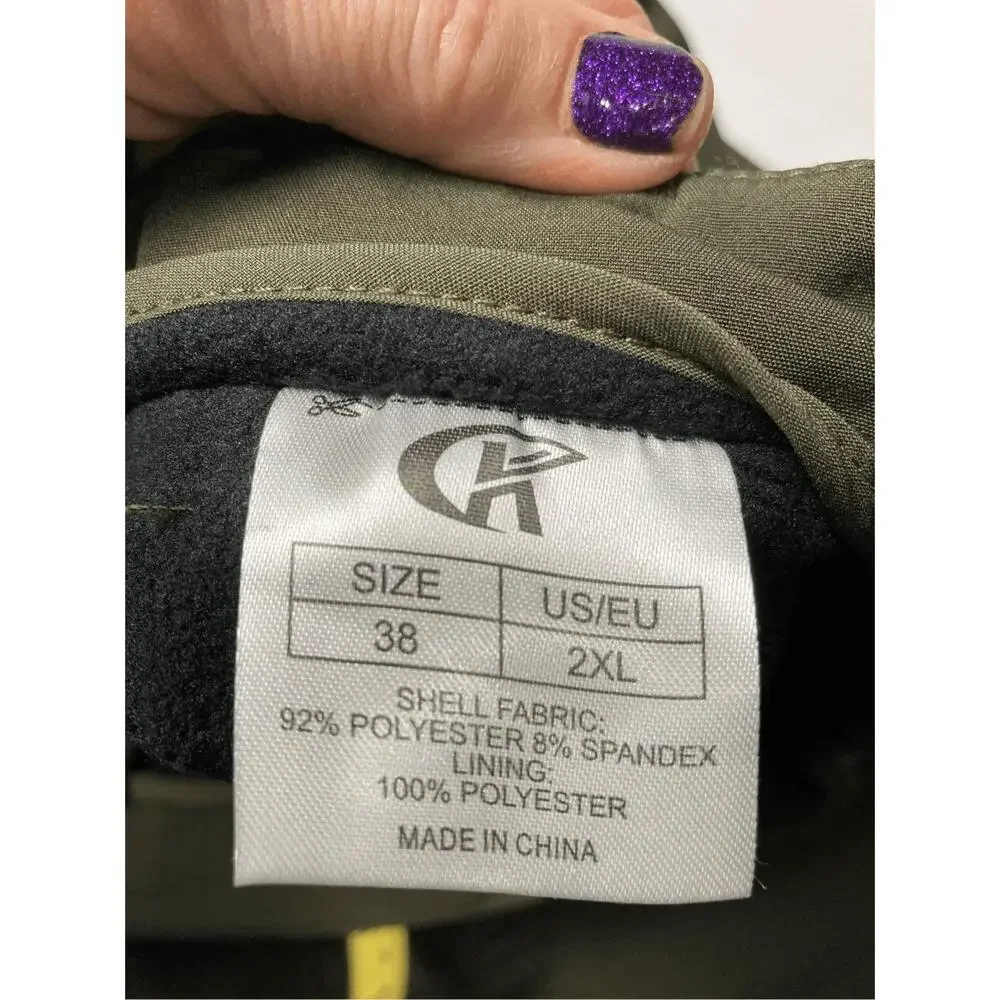 SIZE US/EU
38 2XL
SHELL FABRIC:
92% POLYESTER 8% SPANDEX
LINING:
100% POLYESTER
MADE IN CHINA